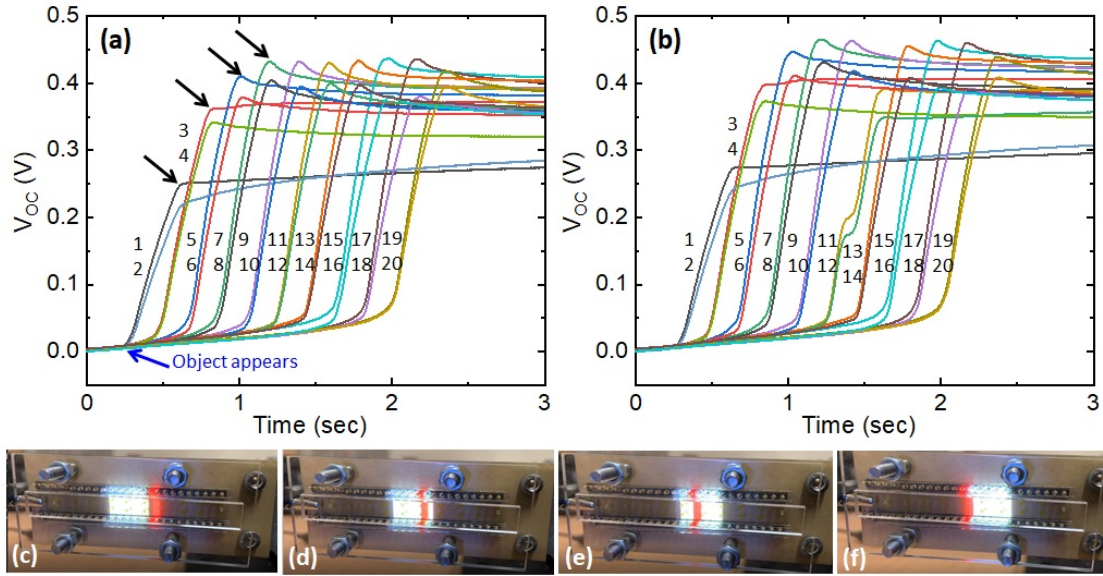 (a)
0.5
0.4
0.3
0.2
0.1
0.0
V_OC (V)
3
4
1
2
5 7 9 11 13 15 17 19
6 8 10 12 14 16 18 20
Object appears
0 1 2 3
Time (sec)
(b)
0.5
0.4
0.3
0.2
0.1
0.0
V_OC (V)
3
4
1
2
5 7 9 11 13 15 17 19
6 8 10 12 14 16 18 20
0 1 2 3
Time (sec)
(c)
(d)
(e)
(f)